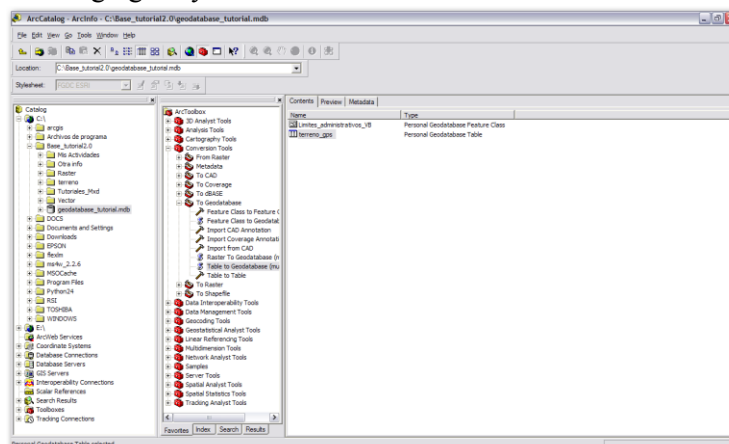 ArcCatalog - ArcInfo - C:\Base_tutorial2.0\geodatabase_tutorial.mdb
File Edit View Go Tools Window Help
Location: C:\Base_tutorial2.0\geodatabase_tutorial.mdb
Stylesheet: FGDC ESRI
Catalog
C:\
arcgis
Archivos de programa
Base_tutorial2.0
Mis Actividades
Otra info
Raster
terreno
Tutoriales_Mxd
Vector
geodatabase_tutorial.mdb
DOCS
Documents and Settings
Downloads
EPSON
flexlm
ms4w_2.2.6
MSOCache
Program Files
Python24
RSI
TOSHIBA
WINDOWS
E:\
ArcWeb Services
Coordinate Systems
Database Connections
Database Servers
GIS Servers
Interoperability Connections
Scalar References
Search Results
Toolboxes
Tracking Connections
ArcToolbox
3D Analyst Tools
Analysis Tools
Cartography Tools
Conversion Tools
From Raster
Metadata
To CAD
To Coverage
To dBASE
To Geodatabase
Feature Class to Feature C
Feature Class to Geodatab
Import CAD Annotation
Import Coverage Annotati
Import from CAD
Raster To Geodatabase (m
Table to Geodatabase (mu
Table to Table
To Raster
To Shapefile
Data Interoperability Tools
Data Management Tools
Geocoding Tools
Geostatistical Analyst Tools
Linear Referencing Tools
Multidimension Tools
Network Analyst Tools
Samples
Server Tools
Spatial Analyst Tools
Spatial Statistics Tools
Tracking Analyst Tools
Favorites Index Search Results
Contents Preview Metadata
Name Type
Limites_administrativos_VB Personal Geodatabase Feature Class
terreno_gps Personal Geodatabase Table
Personal Geodatabase Table selected